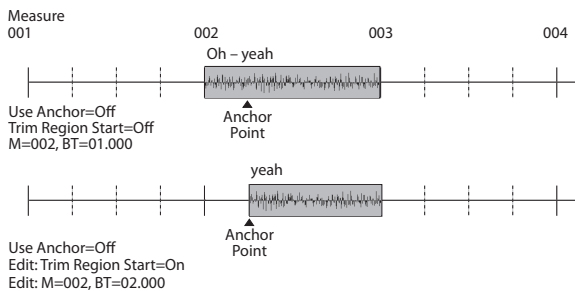 Measure
001 002 003 004
Oh – yeah
Use Anchor=Off
Trim Region Start=Off
M=002, BT=01.000
Anchor
Point
yeah
Use Anchor=Off
Edit: Trim Region Start=On
Edit: M=002, BT=02.000
Anchor
Point